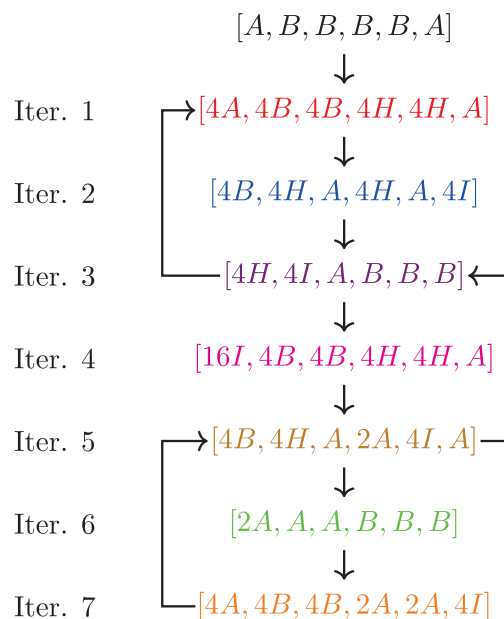 [A, B, B, B, B, A]
Iter. 1 [4A, 4B, 4B, 4H, 4H, A]
Iter. 2 [4B, 4H, A, 4H, A, 4I]
Iter. 3 [4H, 4I, A, B, B, B]
Iter. 4 [16I, 4B, 4B, 4H, 4H, A]
Iter. 5 [4B, 4H, A, 2A, 4I, A]
Iter. 6 [2A, A, A, B, B, B]
Iter. 7 [4A, 4B, 4B, 2A, 2A, 4I]